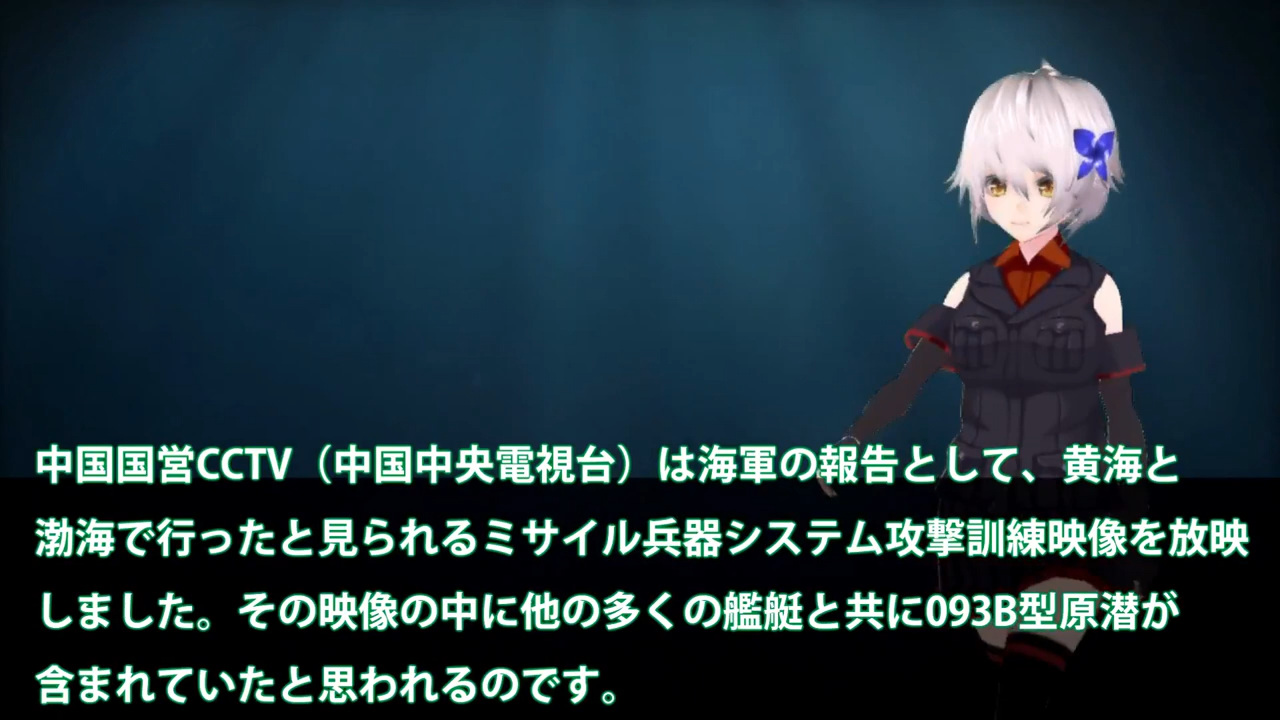 中国国営CCTV（中国中央電視台）は海軍の報告として、黄海と
渤海で行ったと見られるミサイル兵器システム攻撃訓練映像を放映
しました。その映像の中に他の多くの艦艇と共に093B型原潜が
含まれていたと思われるのです。